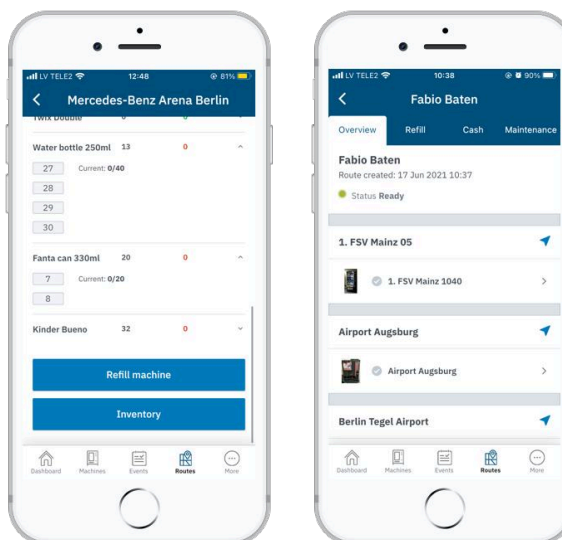 LV TELE2
12:48
81%
Mercedes-Benz Arena Berlin
Twix Double 0 0
Water bottle 250ml 13 0
27 Current: 0/40
28
29
30
Fanta can 330ml 20 0
7 Current: 0/20
8
Kinder Bueno 32 0
Refill machine
Inventory
Dashboard Machines Events Routes More
LV TELE2
10:38
90%
Fabio Baten
Overview Refill Cash Maintenance
Fabio Baten
Route created: 17 Jun 2021 10:37
Status Ready
1. FSV Mainz 05
1. FSV Mainz 1040
Airport Augsburg
Airport Augsburg
Berlin Tegel Airport
Dashboard Machines Events Routes More